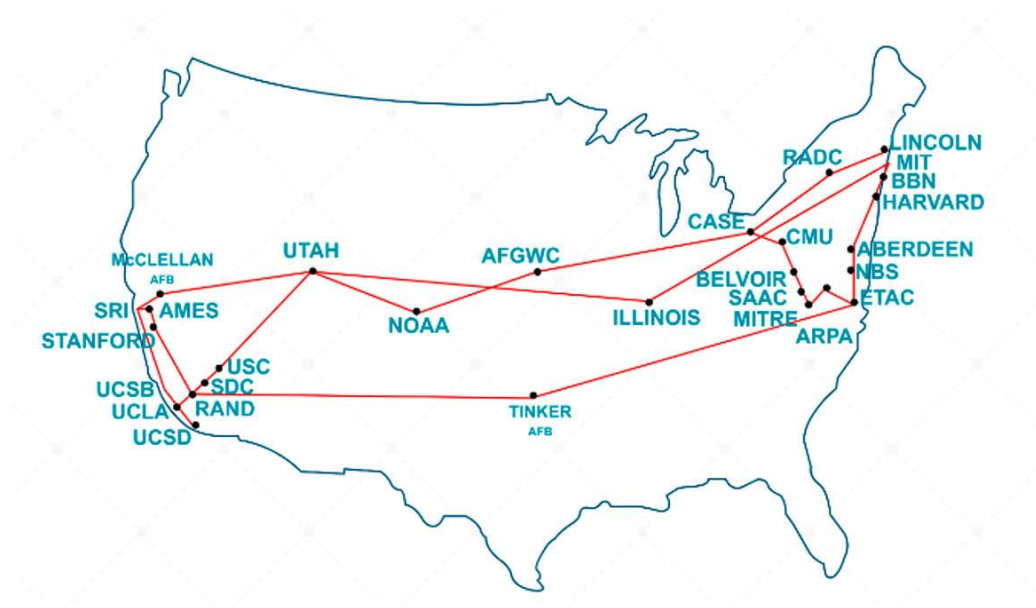 LINCOLN
MIT
RADC
BBN
HARVARD
CASE
CMU
UTAH
AFGWC
ABERDEEN
McCLELLAN
AFB
BELVOIR
NBS
SAAC
ETAC
SRI
AMES
NOAA
ILLINOIS
MITRE
STANFORD
ARPA
USC
UCSB
SDC
UCLA
RAND
TINKER
AFB
UCSD